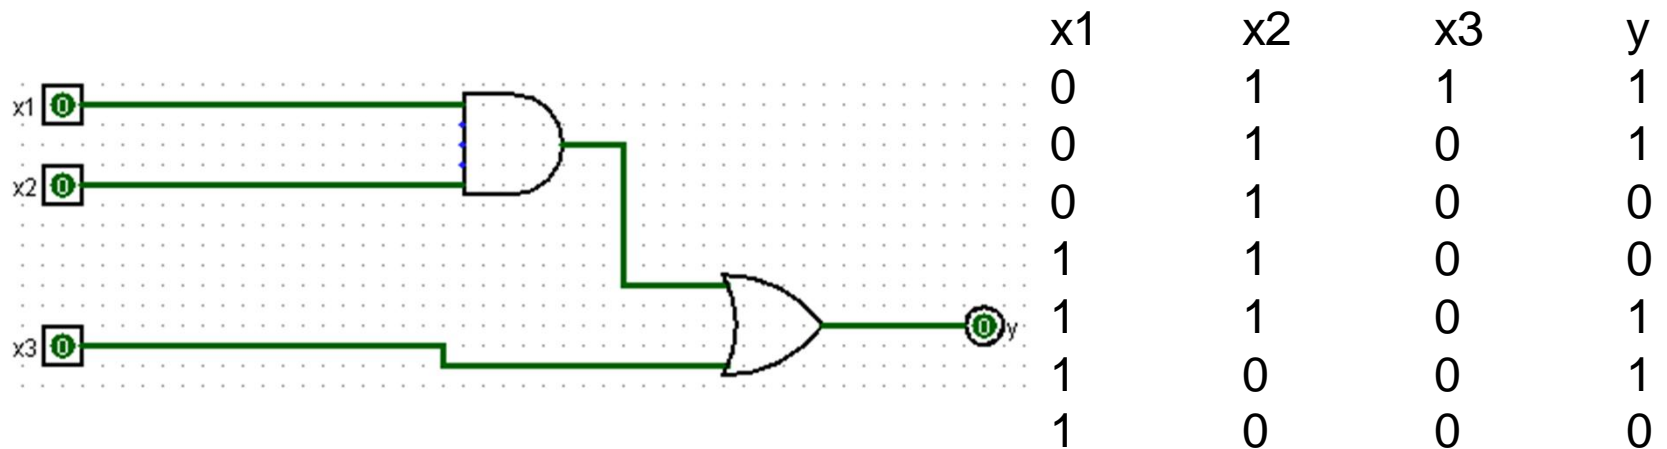 x1 0
x2 0
x3 0
0 y
x1 x2 x3 y
0 1 1 1
0 1 0 1
0 1 0 0
1 1 0 0
1 1 0 1
1 0 0 1
1 0 0 0